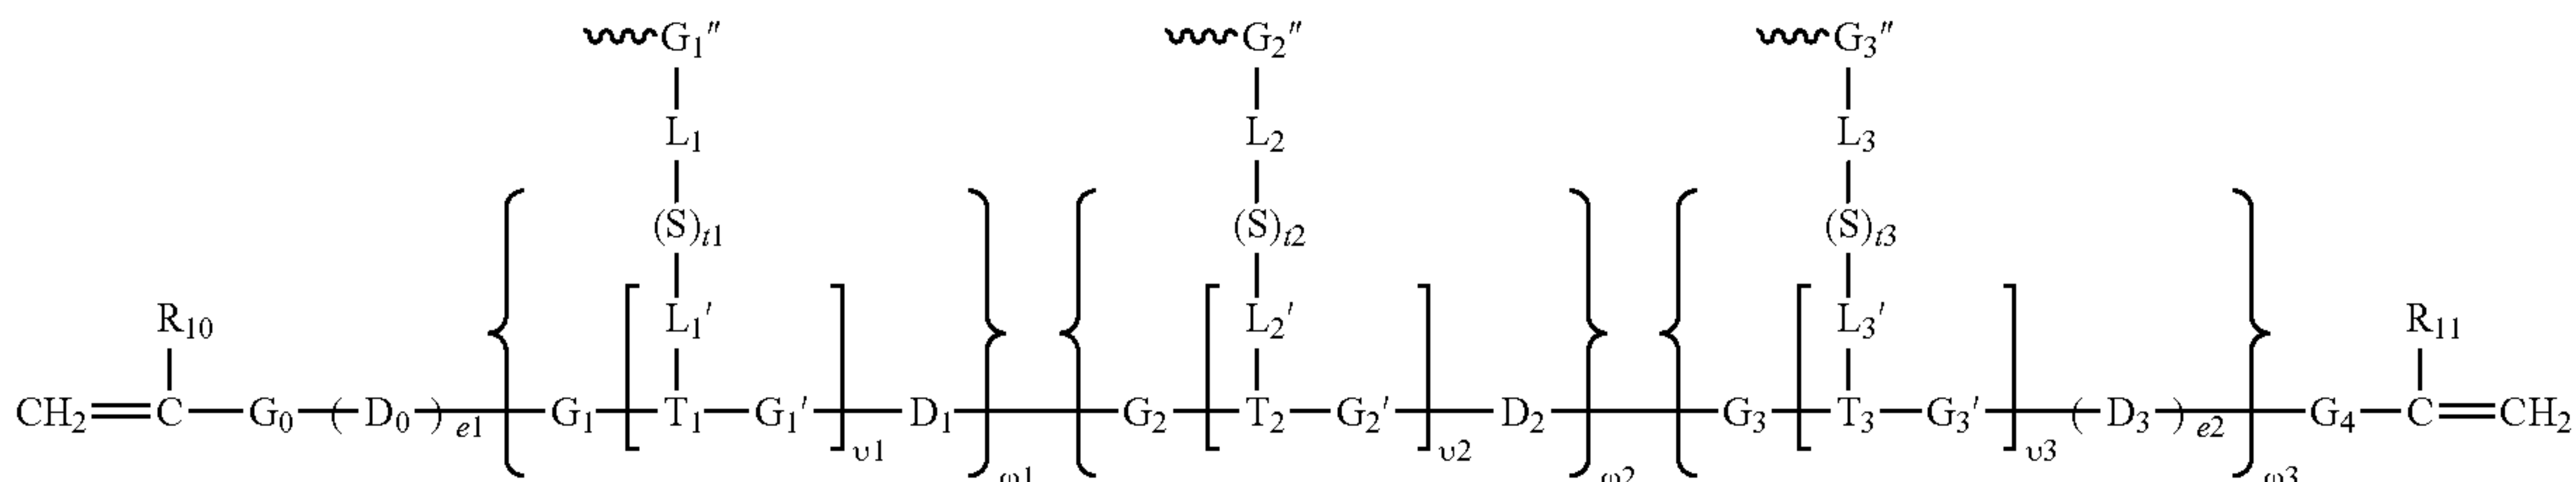 G₁″ G₂″ G₃″
L₁ L₂ L₃
(S)ₜ₁ (S)ₜ₂ (S)ₜ₃
R₁₀ L₁′ L₂′ L₃′ R₁₁
CH₂=C—G₀—(D₀)ₑ₁—{G₁—[T₁—G₁′]υ₁—D₁}—{G₂—[T₂—G₂′]υ₂—D₂}—{G₃—[T₃—G₃′]υ₃—(D₃)ₑ₂}—G₄—C=CH₂